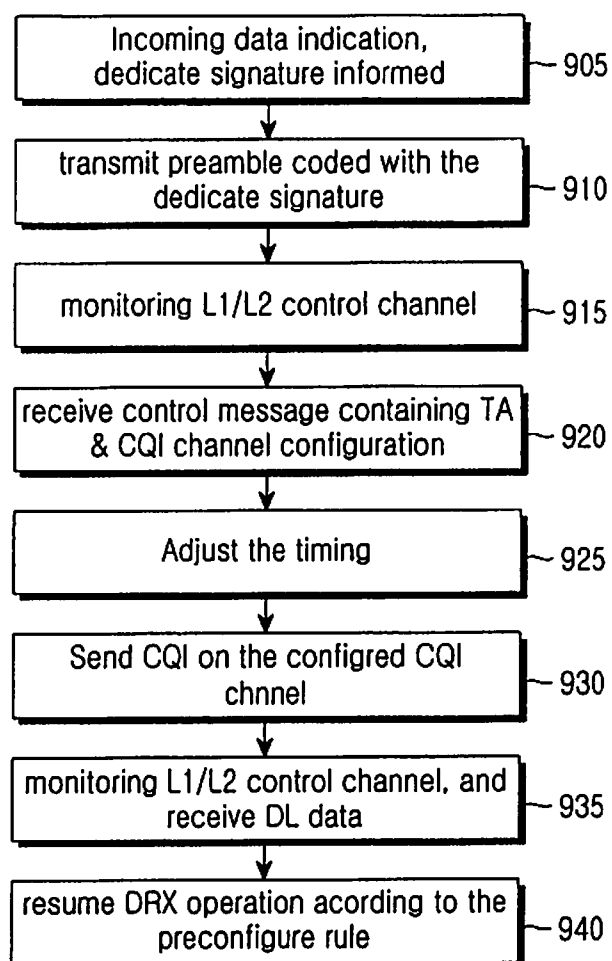 Incoming data indication,
dedicate signature informed
905
transmit preamble coded with the
dedicate signature
910
monitoring L1/L2 control channel
915
receive control message containing TA
& CQI channel configuration
920
Adjust the timing
925
Send CQI on the configred CQI
chnnel
930
monitoring L1/L2 control channel, and
receive DL data
935
resume DRX operation acording to the
preconfigure rule
940